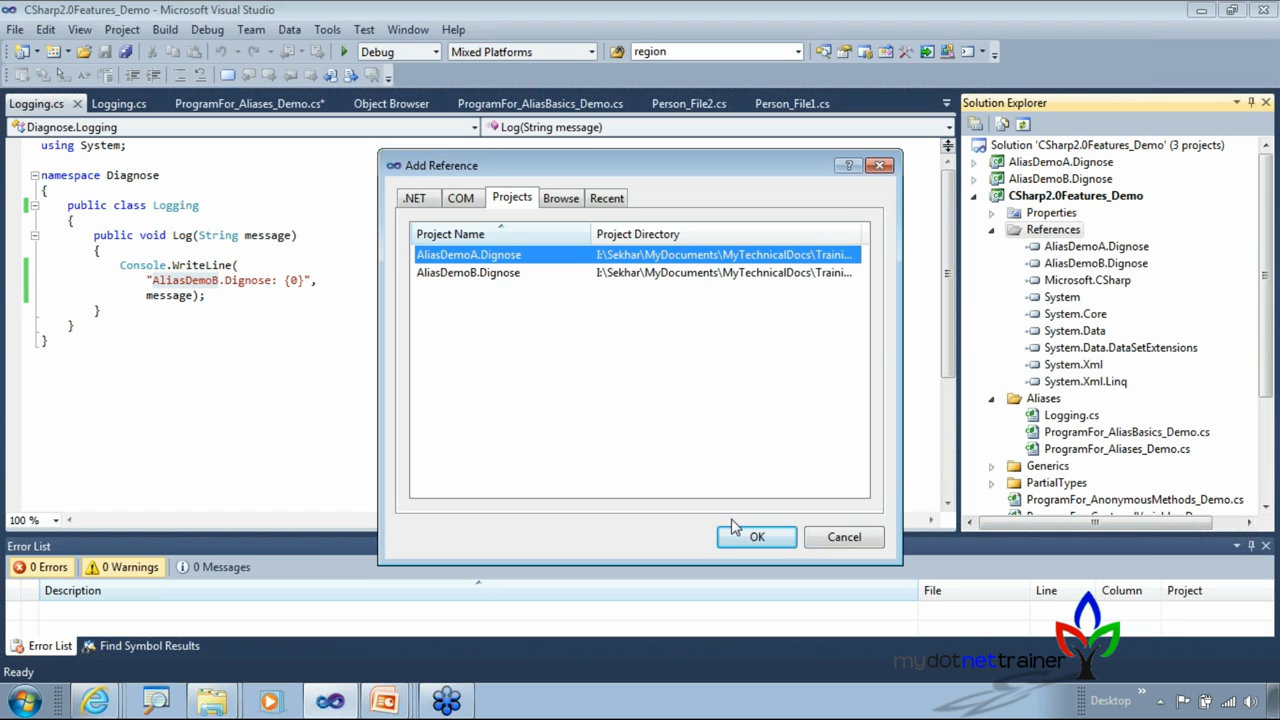 CSharp2.0Features_Demo - Microsoft Visual Studio
File Edit View Project Build Debug Team Data Tools Test Window Help
Debug Mixed Platforms region
Logging.cs Logging.cs ProgramFor_Aliases_Demo.cs* Object Browser ProgramFor_AliasBasics_Demo.cs Person_File2.cs Person_File1.cs
Diagnose.Logging Log(String message)
using System;
namespace Diagnose
{
public class Logging
{
public void Log(String message)
{
Console.WriteLine(
"AliasDemoB.Dignose: {0}",
message);
}
}
}
100 %
Add Reference
.NET COM Projects Browse Recent
Project Name Project Directory
AliasDemoA.Dignose I:\Sekhar\MyDocuments\MyTechnicalDocs\Traini...
AliasDemoB.Dignose I:\Sekhar\MyDocuments\MyTechnicalDocs\Traini...
OK Cancel
Solution Explorer
Solution 'CSharp2.0Features_Demo' (3 projects)
AliasDemoA.Dignose
AliasDemoB.Dignose
CSharp2.0Features_Demo
Properties
References
AliasDemoA.Dignose
AliasDemoB.Dignose
Microsoft.CSharp
System
System.Core
System.Data
System.Data.DataSetExtensions
System.Xml
System.Xml.Linq
Aliases
Logging.cs
ProgramFor_AliasBasics_Demo.cs
ProgramFor_Aliases_Demo.cs
Generics
PartialTypes
ProgramFor_AnonymousMethods_Demo.cs
Error List
0 Errors 0 Warnings 0 Messages
Description File Line Column Project
Error List Find Symbol Results
Ready
mydotnettrainer
Desktop